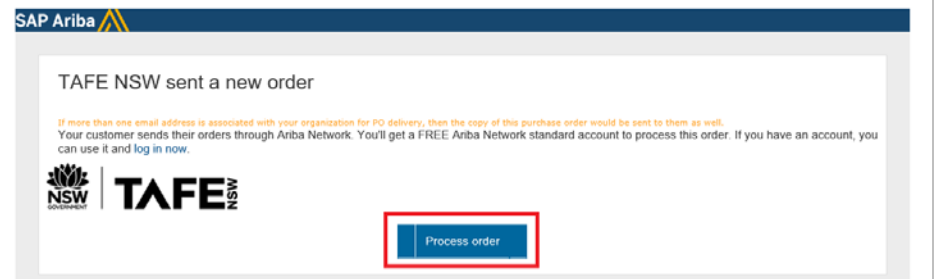 SAP Ariba
TAFE NSW sent a new order
If more than one email address is associated with your organization for PO delivery, then the copy of this purchase order would be sent to them as well.
Your customer sends their orders through Ariba Network. You'll get a FREE Ariba Network standard account to process this order. If you have an account, you
can use it and log in now.
NSW
GOVERNMENT
TAFE NSW
Process order